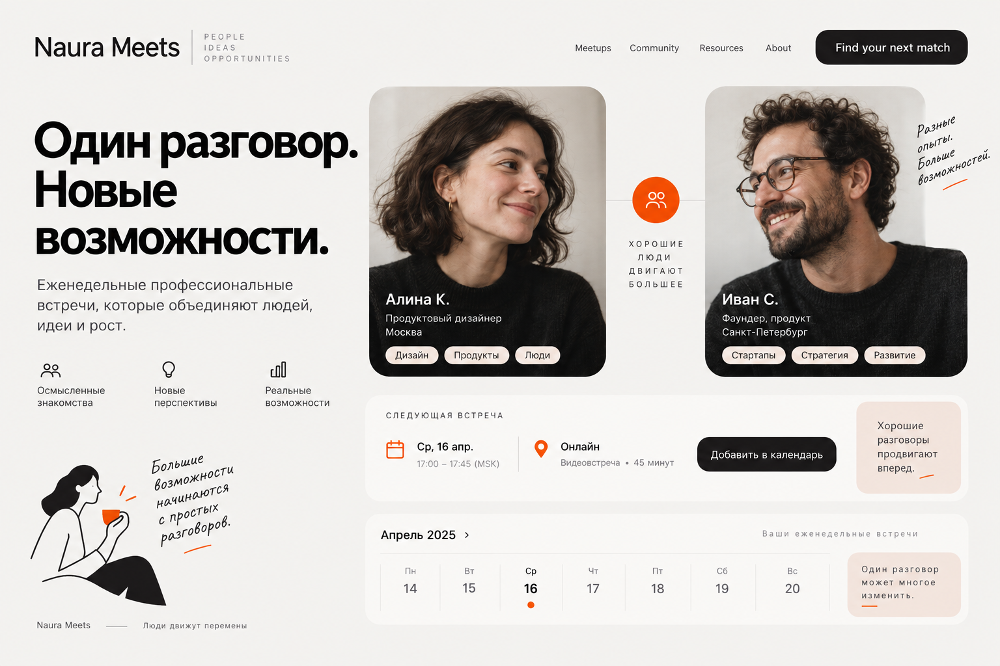 Naura Meets
PEOPLE
IDEAS
OPPORTUNITIES
Meetups
Community
Resources
About
Find your next match
Один разговор.
Новые
возможности.
Еженедельные профессиональные
встречи, которые объединяют людей,
идеи и рост.
Осмысленные
знакомства
Новые
перспективы
Реальные
возможности
Большие
возможности
начинаются
с простых
разговоров.
Naura Meets
Люди движут перемены
Алина К.
Продуктовый дизайнер
Москва
Дизайн
Продукты
Люди
ХОРОШИЕ
ЛЮДИ
ДВИГАЮТ
БОЛЬШЕЕ
Иван С.
Фаундер, продукт
Санкт-Петербург
Стартапы
Стратегия
Развитие
Разные
опыты.
Больше
возможностей.
СЛЕДУЮЩАЯ ВСТРЕЧА
Ср, 16 апр.
17:00 – 17:45 (MSK)
Онлайн
Видеовстреча • 45 минут
Добавить в календарь
Хорошие
разговоры
продвигают
вперед.
Апрель 2025 ›
Ваши еженедельные встречи
Пн Вт Ср Чт Пт Сб Вс
14 15 16 17 18 19 20
Один разговор
может многое
изменить.